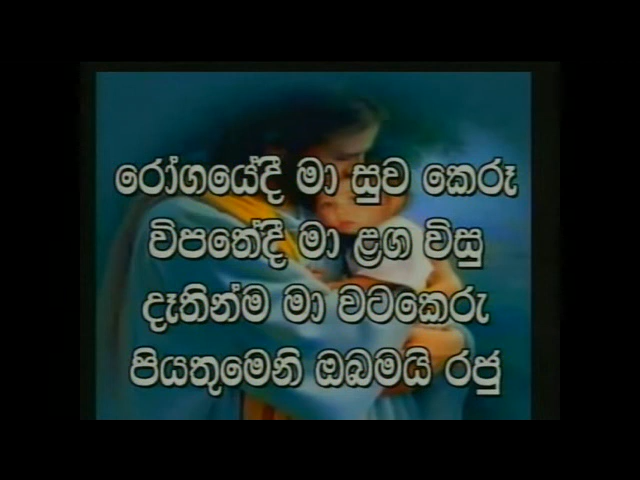 රෝගයේදී මා සුව කෙරූ
විපතේදී මා ළඟ විසු
දෑතින්ම මා වටකෙරු
පියතුමෙනි ඔබමයි රජු